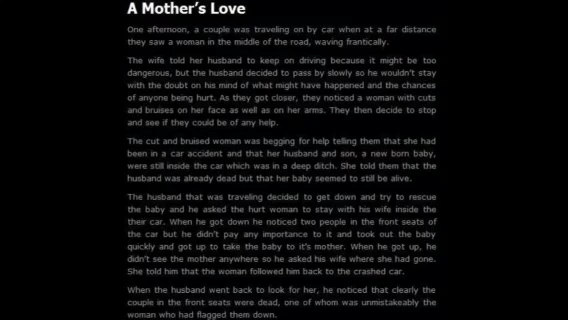 A Mother's Love
One afternoon, a couple was traveling on by car when at a far distance
they saw a woman in the middle of the road, waving frantically.
The wife told her husband to keep on driving because it might be too
dangerous, but the husband decided to pass by slowly so he wouldn't stay
with the doubt on his mind of what might have happened and the chances
of anyone being hurt. As they got closer, they noticed a woman with cuts
and bruises on her face as well as on her arms. They then decide to stop
and see if they could be of any help.
The cut and bruised woman was begging for help telling them that she had
been in a car accident and that her husband and son, a new born baby,
were still inside the car which was in a deep ditch. She told them that the
husband was already dead but that her baby seemed to still be alive.
The husband that was traveling decided to get down and try to rescue
the baby and he asked the hurt woman to stay with his wife inside the
their car. When he got down he noticed two people in the front seats of
the car but he didn't pay any importance to it and took out the baby
quickly and got up to take the baby to it's mother. When he got up, he
didn't see the mother anywhere so he asked his wife where she had gone.
She told him that the woman followed him back to the crashed car.
When the husband went back to look for her, he noticed that clearly the
couple in the front seats were dead, one of whom was unmistakeably the
woman who had flagged them down.